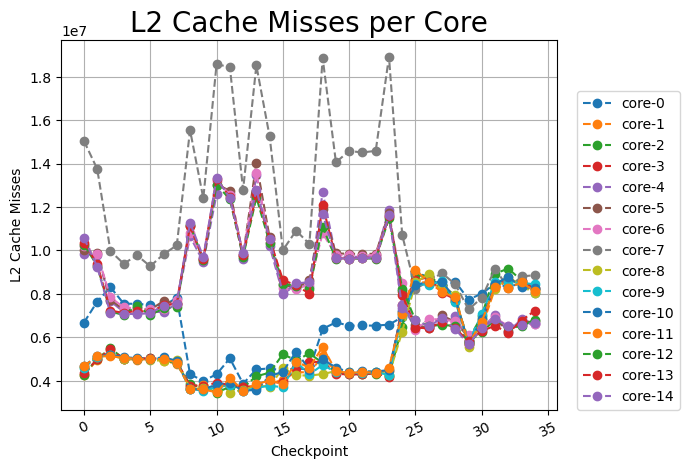 L2 Cache Misses per Core
1e7
1.8
1.6
1.4
1.2
1.0
0.8
0.6
0.4
L2 Cache Misses
0
5
10
15
20
25
30
35
Checkpoint
core-0
core-1
core-2
core-3
core-4
core-5
core-6
core-7
core-8
core-9
core-10
core-11
core-12
core-13
core-14